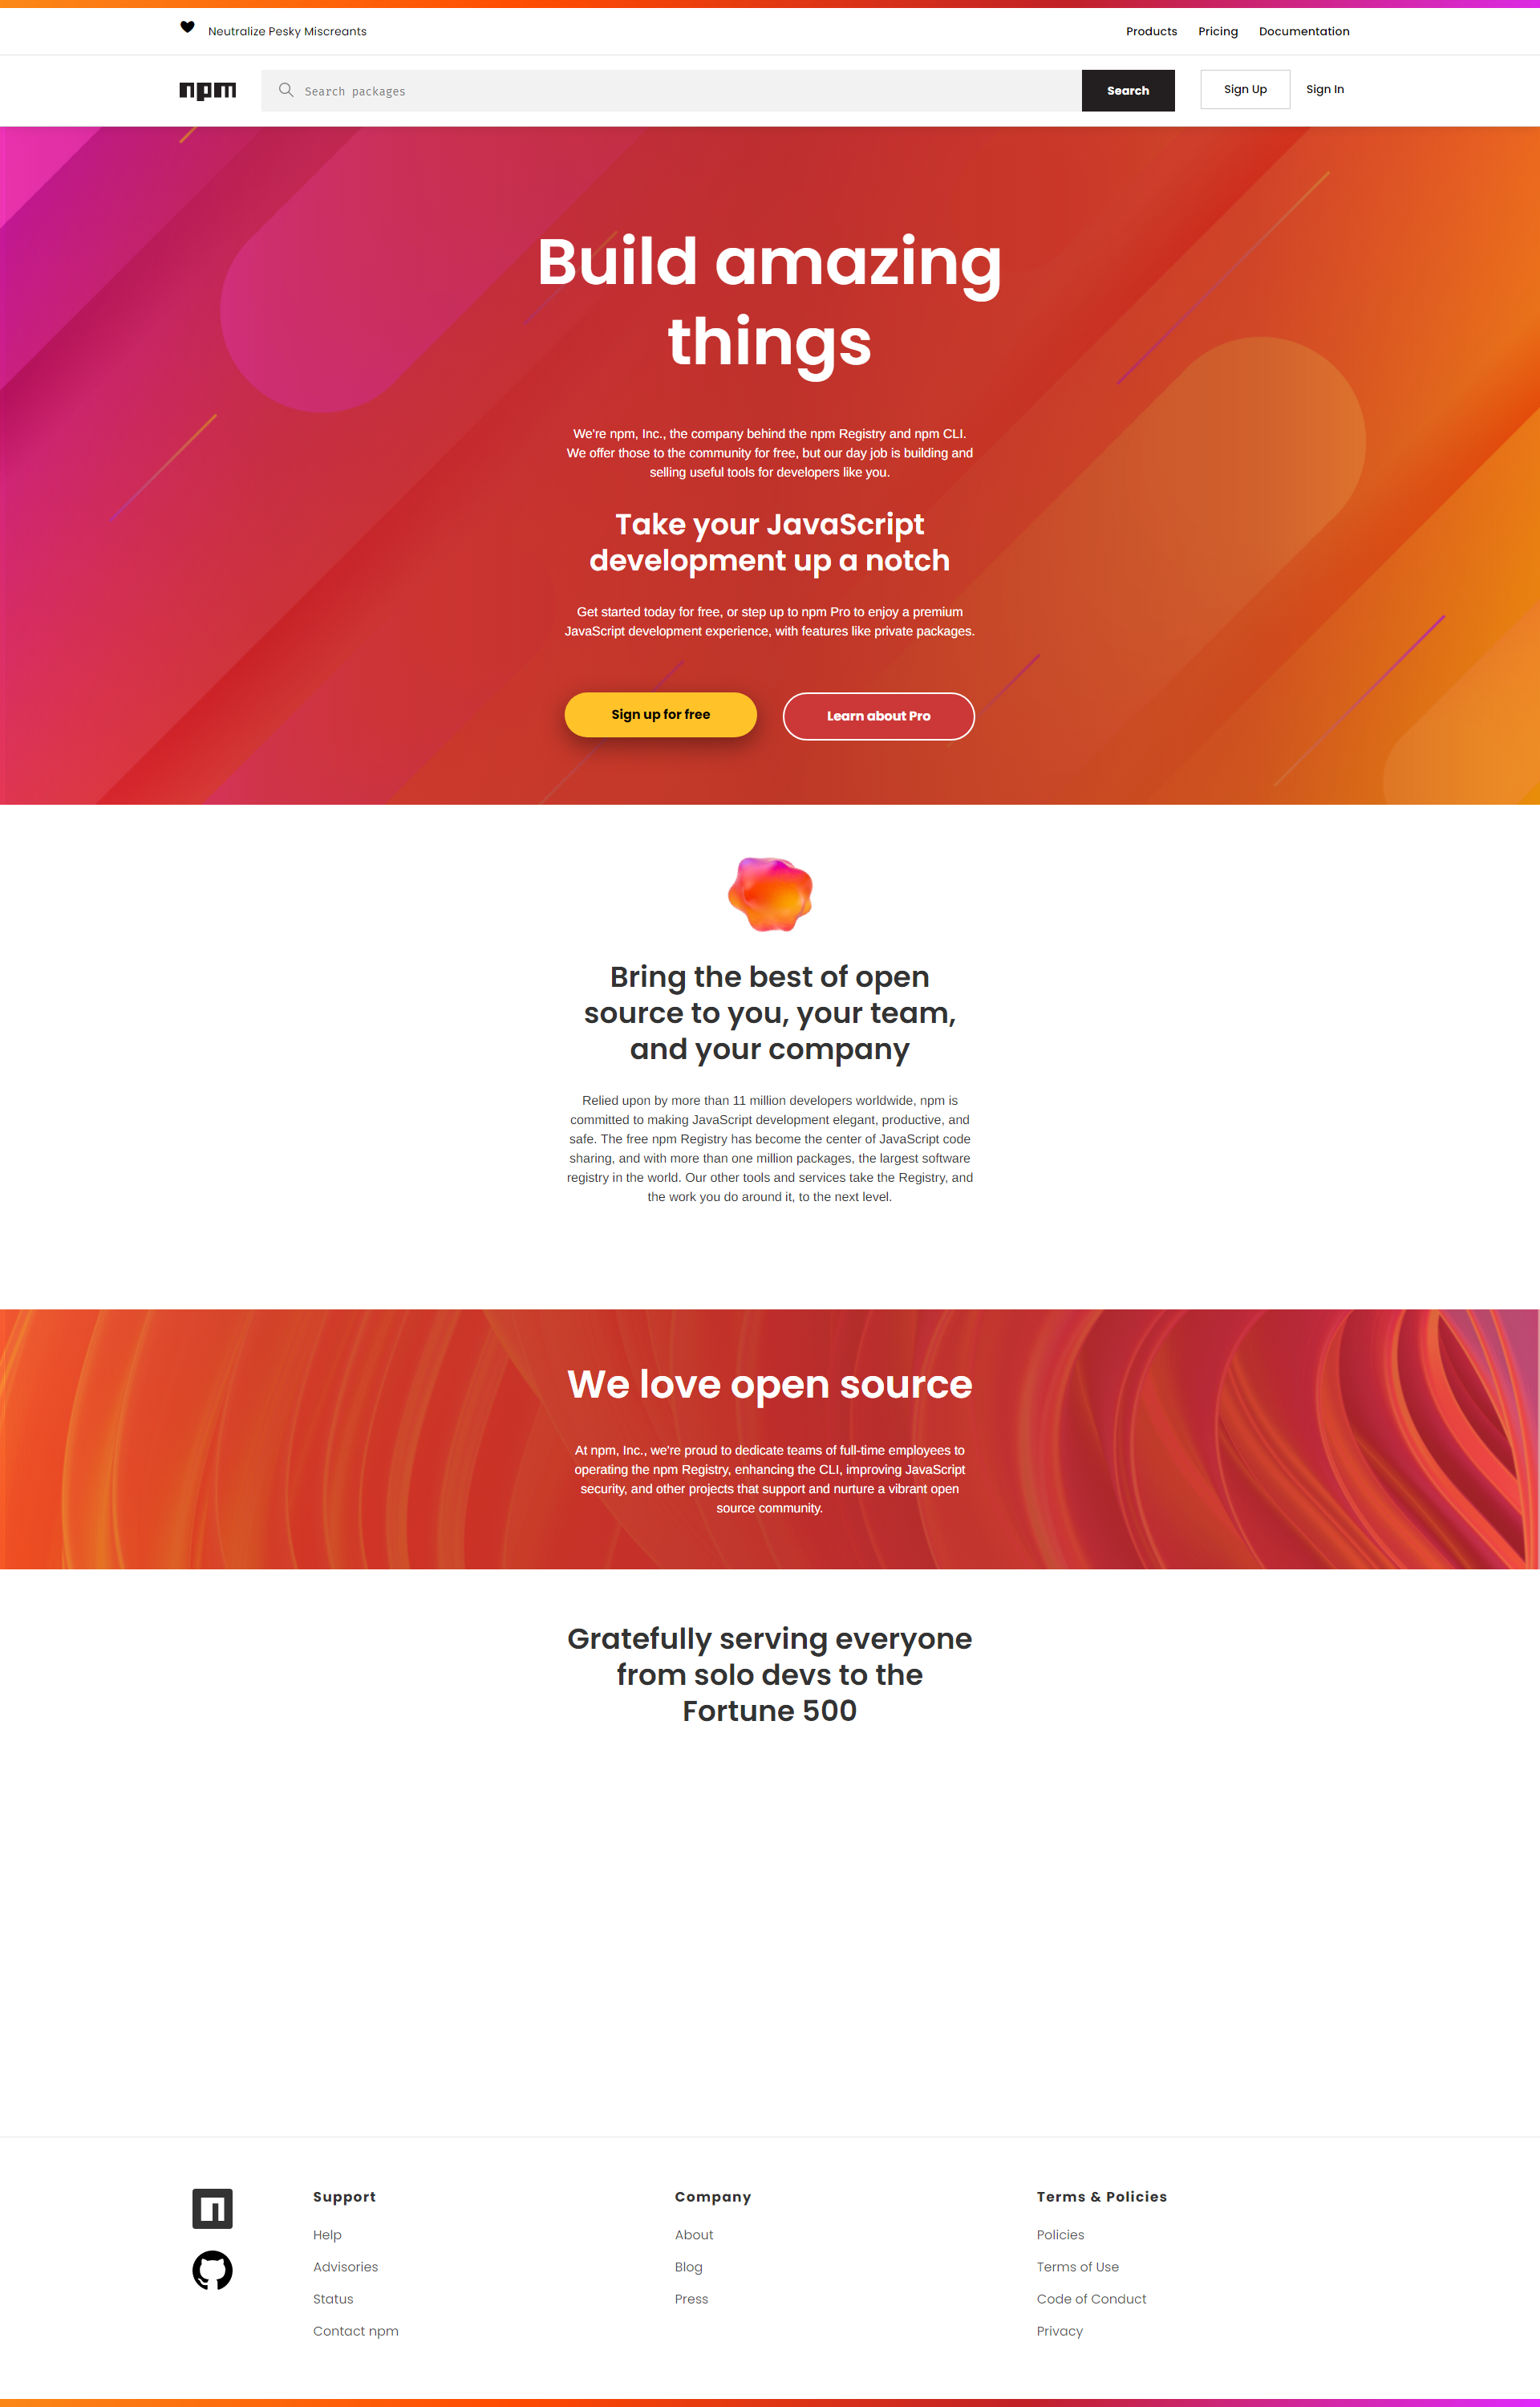 Neutralize Pesky Miscreants
Products Pricing Documentation
npm
Search packages
Search
Sign Up
Sign In
Build amazing
things
We're npm, Inc., the company behind the npm Registry and npm CLI.
We offer those to the community for free, but our day job is building and
selling useful tools for developers like you.
Take your JavaScript
development up a notch
Get started today for free, or step up to npm Pro to enjoy a premium
JavaScript development experience, with features like private packages.
Sign up for free
Learn about Pro
Bring the best of open
source to you, your team,
and your company
Relied upon by more than 11 million developers worldwide, npm is
committed to making JavaScript development elegant, productive, and
safe. The free npm Registry has become the center of JavaScript code
sharing, and with more than one million packages, the largest software
registry in the world. Our other tools and services take the Registry, and
the work you do around it, to the next level.
We love open source
At npm, Inc., we're proud to dedicate teams of full-time employees to
operating the npm Registry, enhancing the CLI, improving JavaScript
security, and other projects that support and nurture a vibrant open
source community.
Gratefully serving everyone
from solo devs to the
Fortune 500
Support
Help
Advisories
Status
Contact npm
Company
About
Blog
Press
Terms & Policies
Policies
Terms of Use
Code of Conduct
Privacy